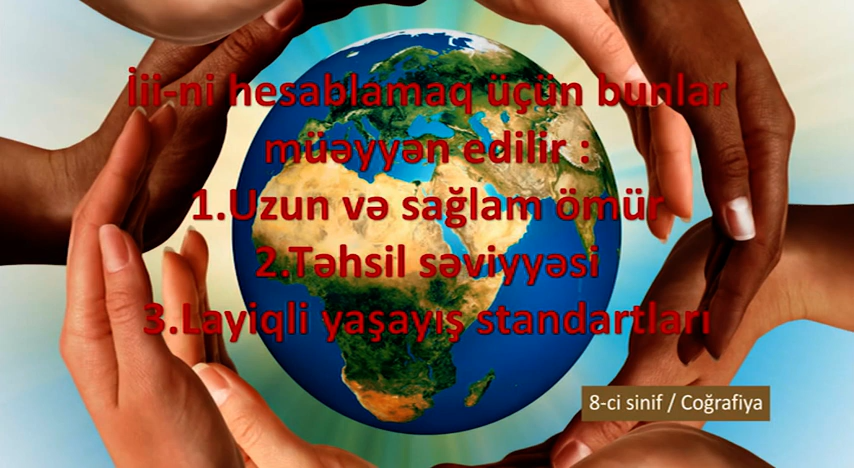 İii-ni hesablamaq üçün bunlar
müəyyən edilir :
1.Uzun və sağlam ömür
2.Təhsil səviyyəsi
3.Layiqli yaşayış standartları
8-ci sinif / Coğrafiya